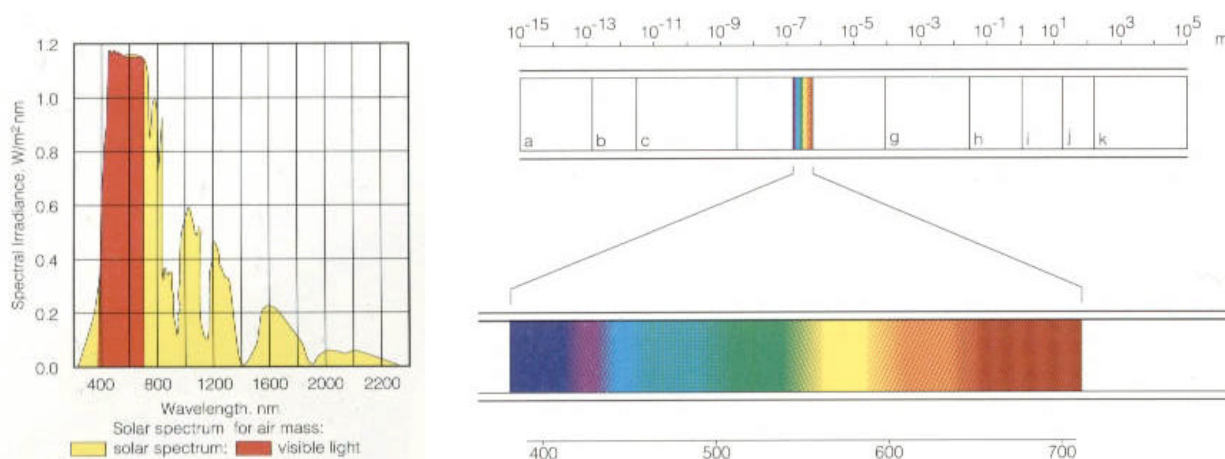 1.2
1.0
0.8
0.6
0.4
0.2
0.0
Spectral Irradiance, W/m² nm
400 800 1200 1600 2000 2200
Wavelength, nm
Solar spectrum for air mass:
solar spectrum: visible light
10⁻¹⁵ 10⁻¹³ 10⁻¹¹ 10⁻⁹ 10⁻⁷ 10⁻⁵ 10⁻³ 10⁻¹ 1 10¹ 10³ 10⁵ m
a b c g h i j k
400 500 600 700